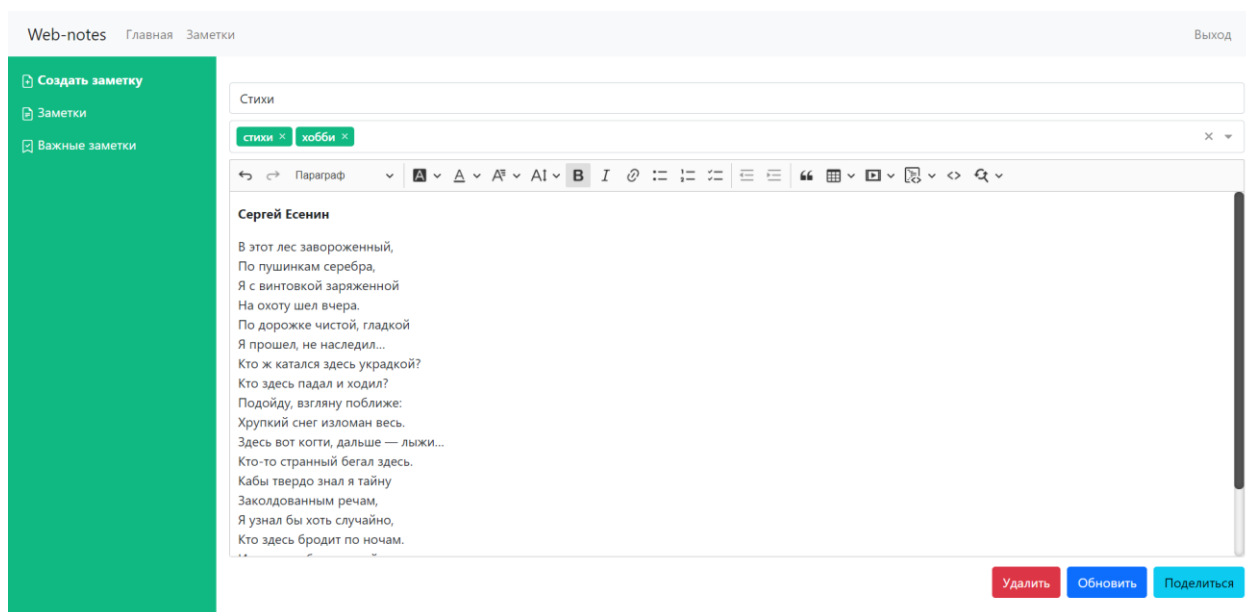 Web-notes Главная Заметки Выход
Создать заметку
Заметки
Важные заметки
Стихи
стихи × хобби ×
Параграф
Сергей Есенин
В этот лес завороженный,
По пушинкам серебра,
Я с винтовкой заряженной
На охоту шел вчера.
По дорожке чистой, гладкой
Я прошел, не наследил...
Кто ж катался здесь украдкой?
Кто здесь падал и ходил?
Подойду, взгляну поближе:
Хрупкий снег изломан весь.
Здесь вот когти, дальше — лыжи...
Кто-то странный бегал здесь.
Кабы твердо знал я тайну
Заколдованным речам,
Я узнал бы хоть случайно,
Кто здесь бродит по ночам.
Удалить Обновить Поделиться